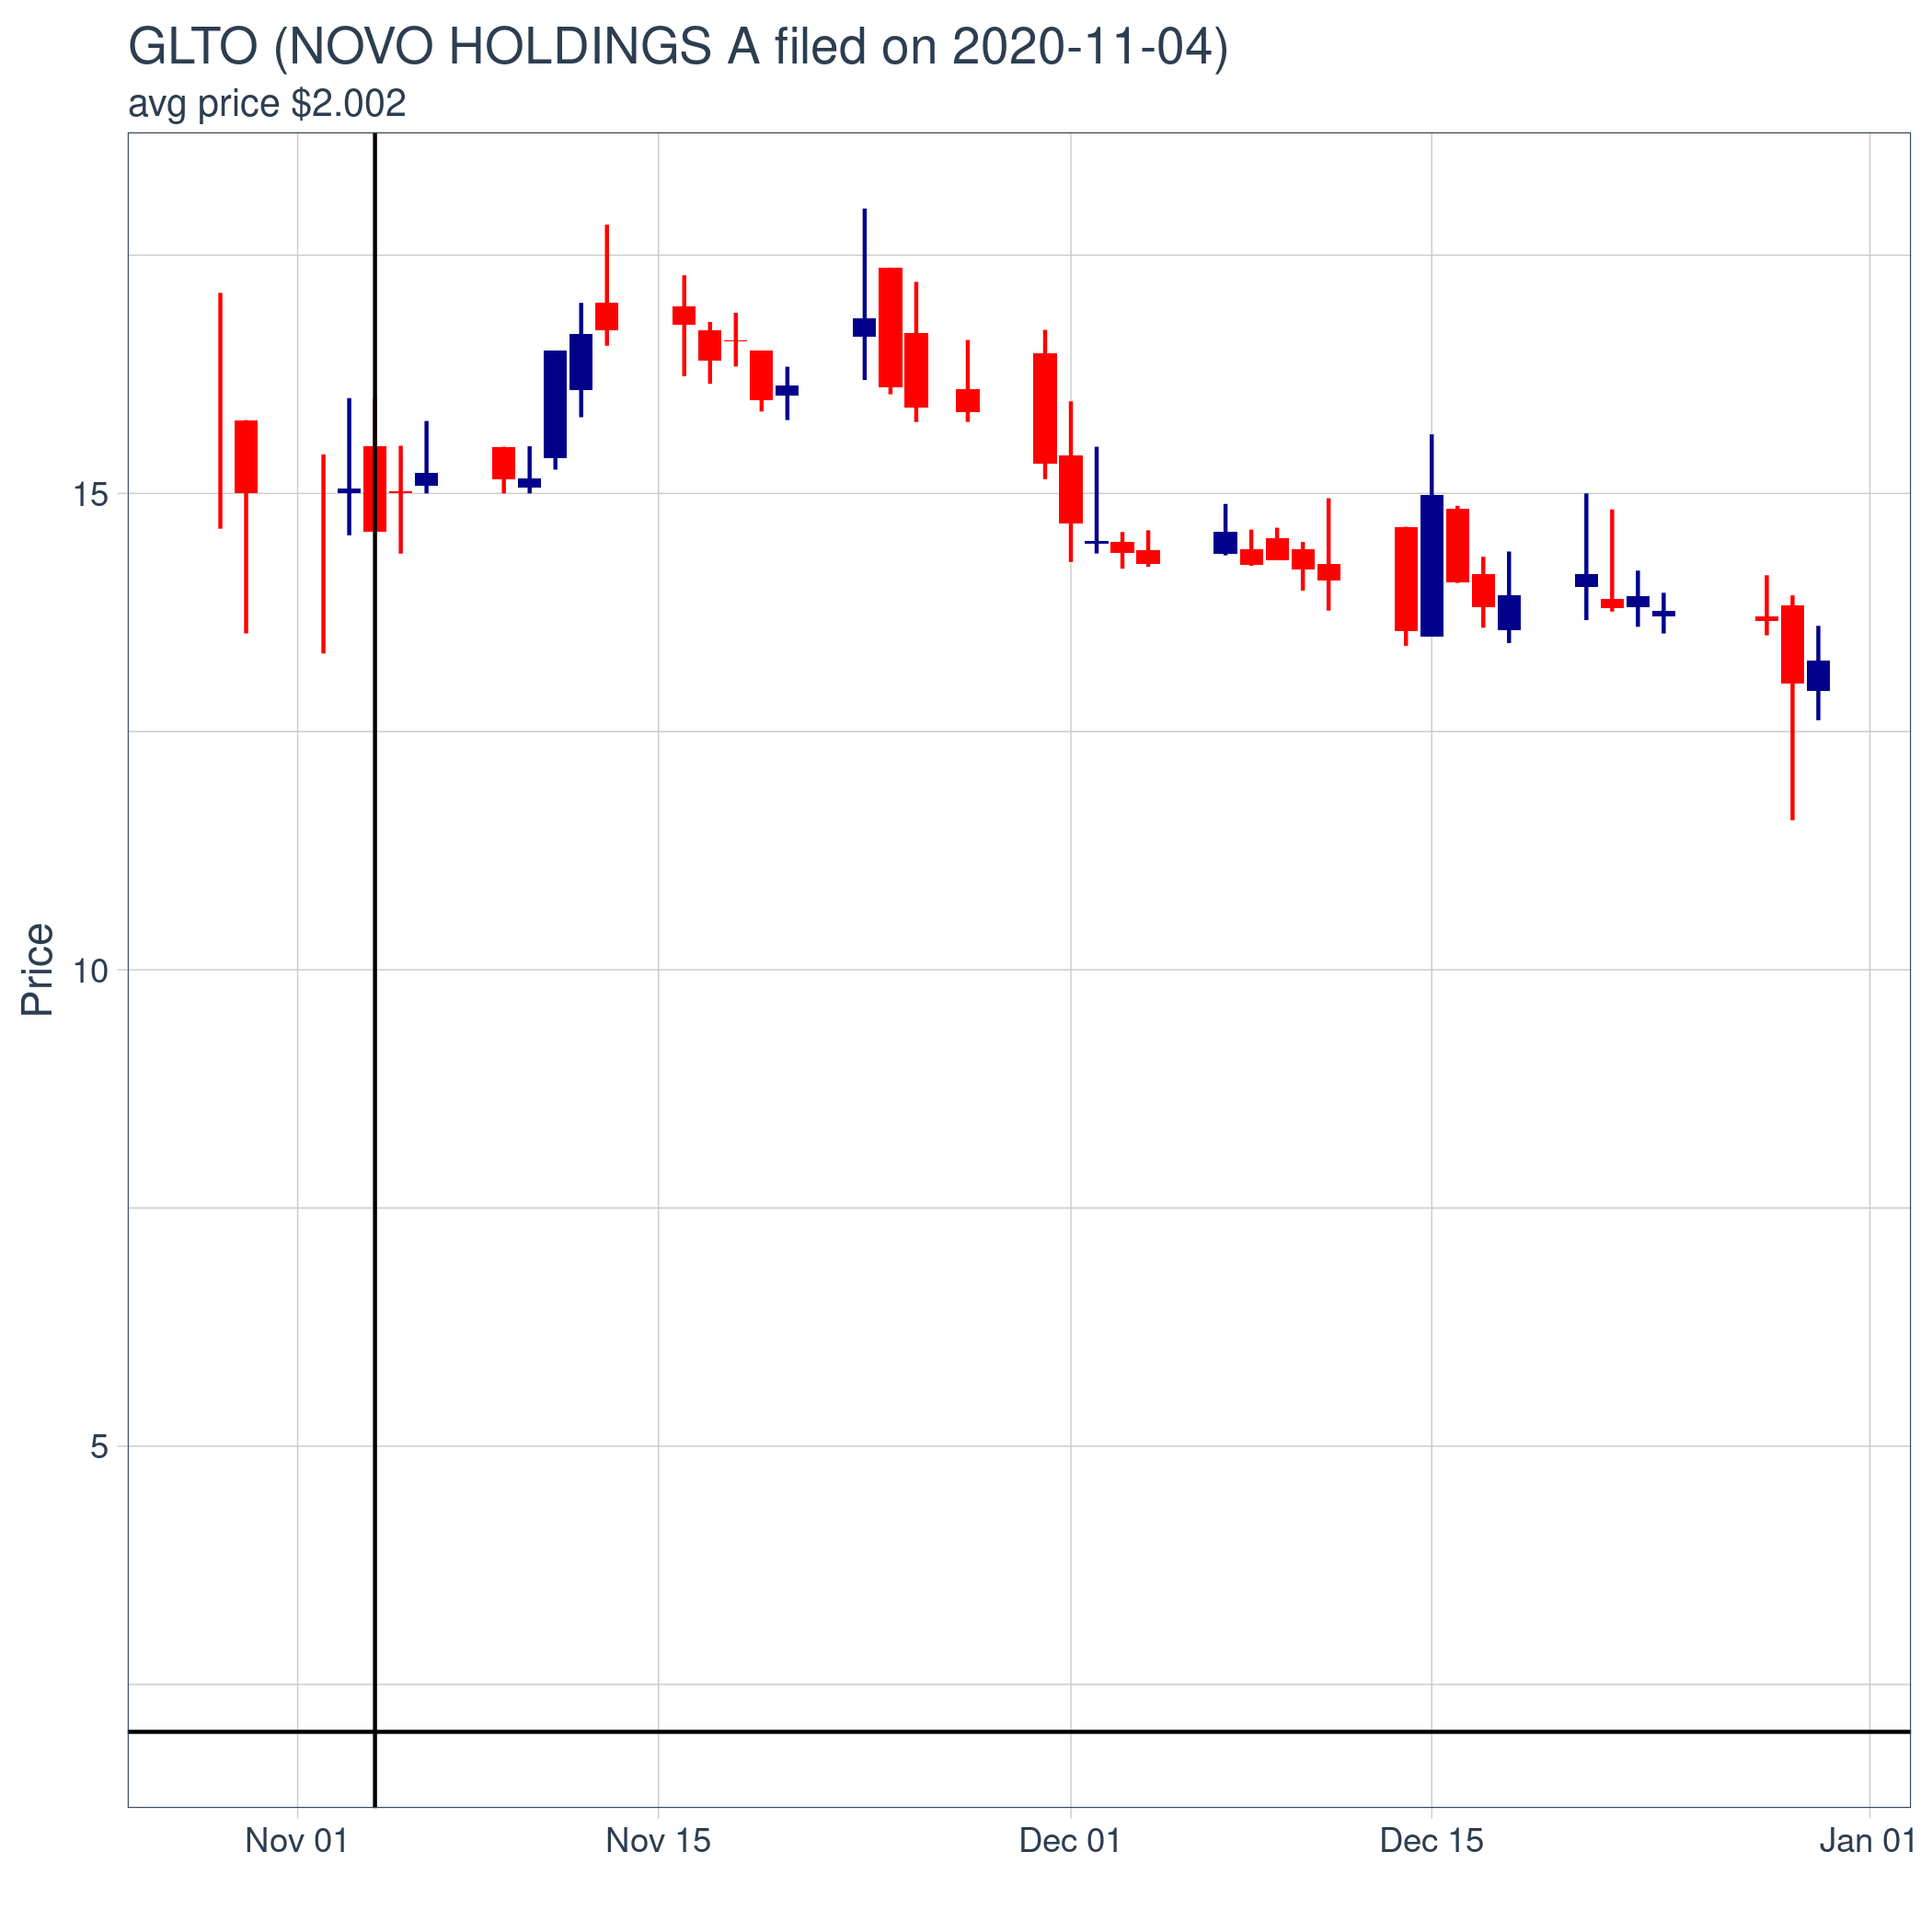 GLTO (NOVO HOLDINGS A filed on 2020-11-04)
avg price $2.002
Price
15
10
5
Nov 01
Nov 15
Dec 01
Dec 15
Jan 01